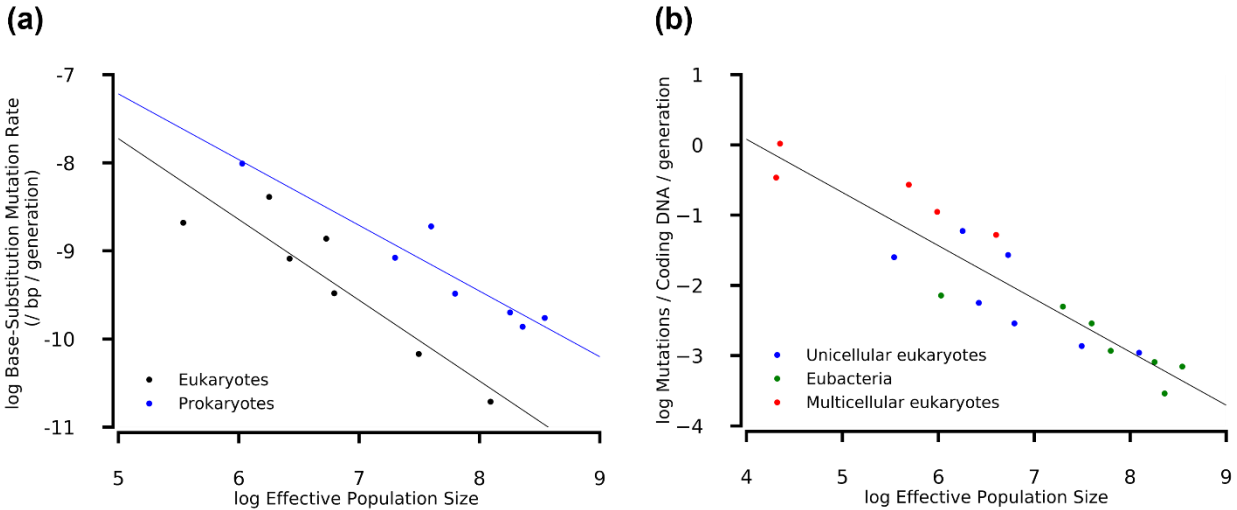 (a)
log Base-Substitution Mutation Rate
(/ bp / generation)
-7
-8
-9
-10
-11
Eukaryotes
Prokaryotes
5 6 7 8 9
log Effective Population Size
(b)
log Mutations / Coding DNA / generation
1
0
−1
−2
−3
−4
Unicellular eukaryotes
Eubacteria
Multicellular eukaryotes
4 5 6 7 8 9
log Effective Population Size